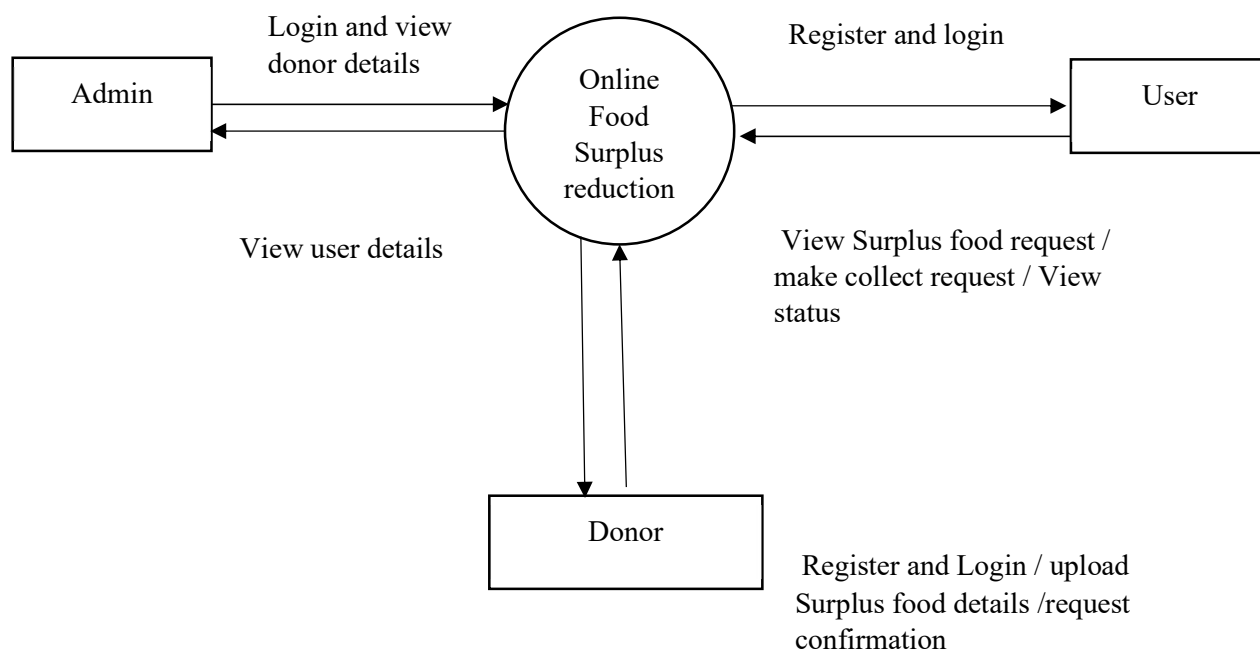 Login and view
donor details
Register and login
Admin
Online
Food
Surplus
reduction
User
View user details
View Surplus food request /
make collect request / View
status
Donor
Register and Login / upload
Surplus food details /request
confirmation